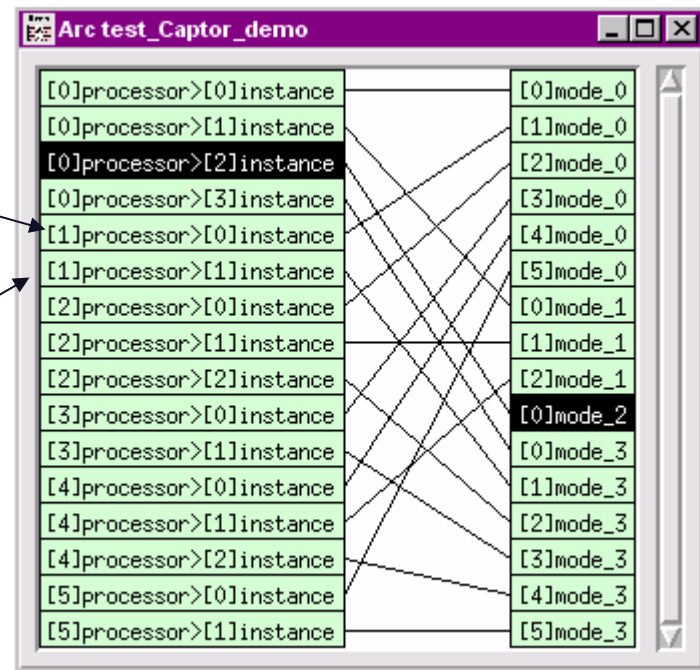 Arc test_Captor_demo
[0]processor>[0]instance [0]mode_0
[0]processor>[1]instance [1]mode_0
[0]processor>[2]instance [2]mode_0
[0]processor>[3]instance [3]mode_0
[1]processor>[0]instance [4]mode_0
[1]processor>[1]instance [5]mode_0
[2]processor>[0]instance [0]mode_1
[2]processor>[1]instance [1]mode_1
[2]processor>[2]instance [2]mode_1
[3]processor>[0]instance [0]mode_2
[3]processor>[1]instance [0]mode_3
[4]processor>[0]instance [1]mode_3
[4]processor>[1]instance [2]mode_3
[4]processor>[2]instance [3]mode_3
[5]processor>[0]instance [4]mode_3
[5]processor>[1]instance [5]mode_3